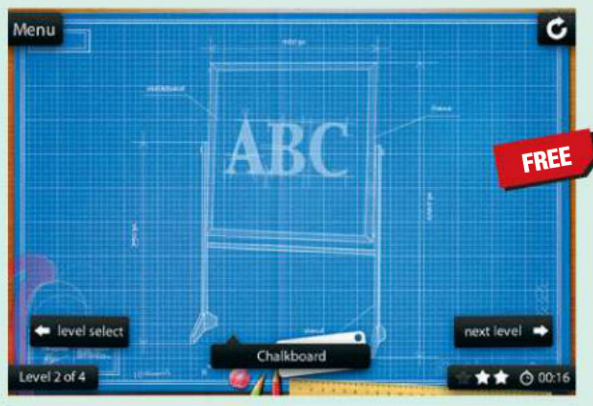 Menu
ABC
FREE
level select
next level
Chalkboard
Level 2 of 4
00:16